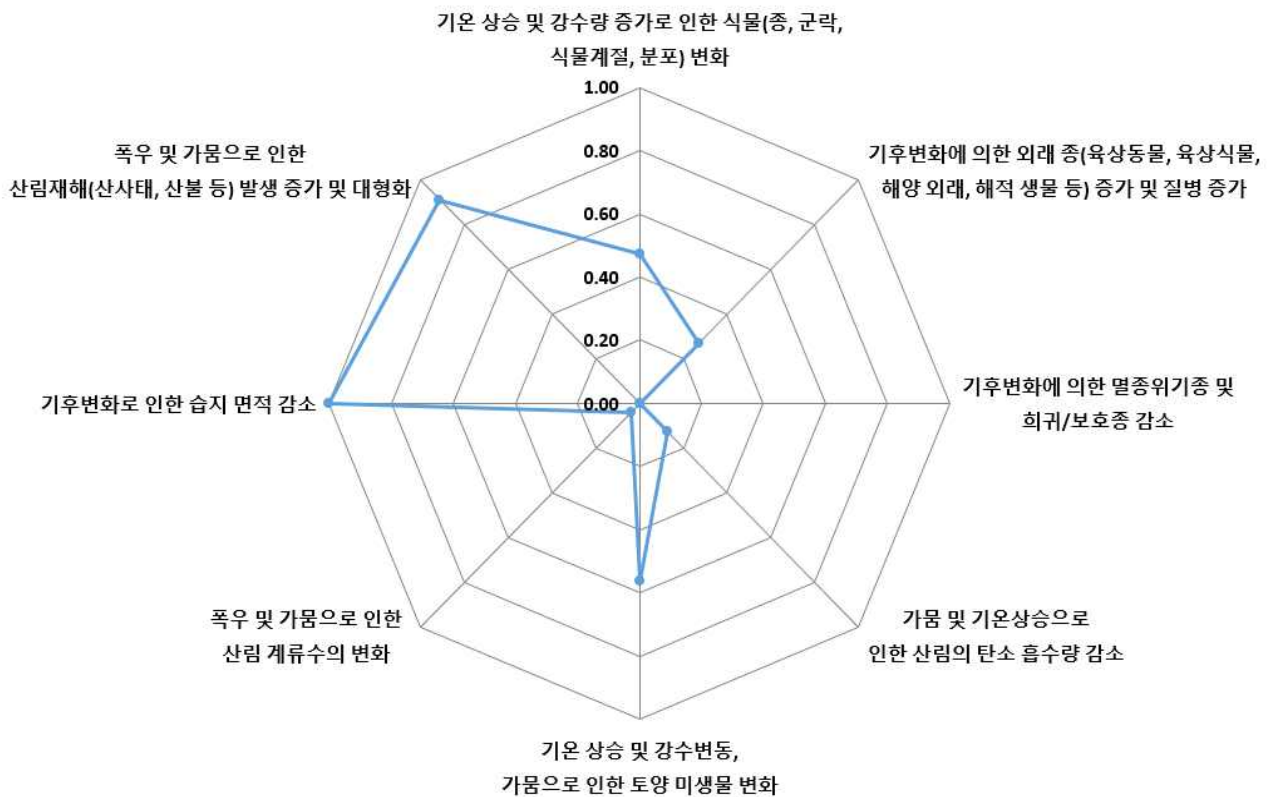 기온 상승 및 강수량 증가로 인한 식물(종, 군락,
식물계절, 분포) 변화
1.00
0.80
0.60
0.40
0.20
0.00
기후변화에 의한 외래 종(육상동물, 육상식물,
해양 외래, 해적 생물 등) 증가 및 질병 증가
기후변화에 의한 멸종위기종 및
희귀/보호종 감소
가뭄 및 기온상승으로
인한 산림의 탄소 흡수량 감소
기온 상승 및 강수변동,
가뭄으로 인한 토양 미생물 변화
폭우 및 가뭄으로 인한
산림 계류수의 변화
기후변화로 인한 습지 면적 감소
폭우 및 가뭄으로 인한
산림재해(산사태, 산불 등) 발생 증가 및 대형화